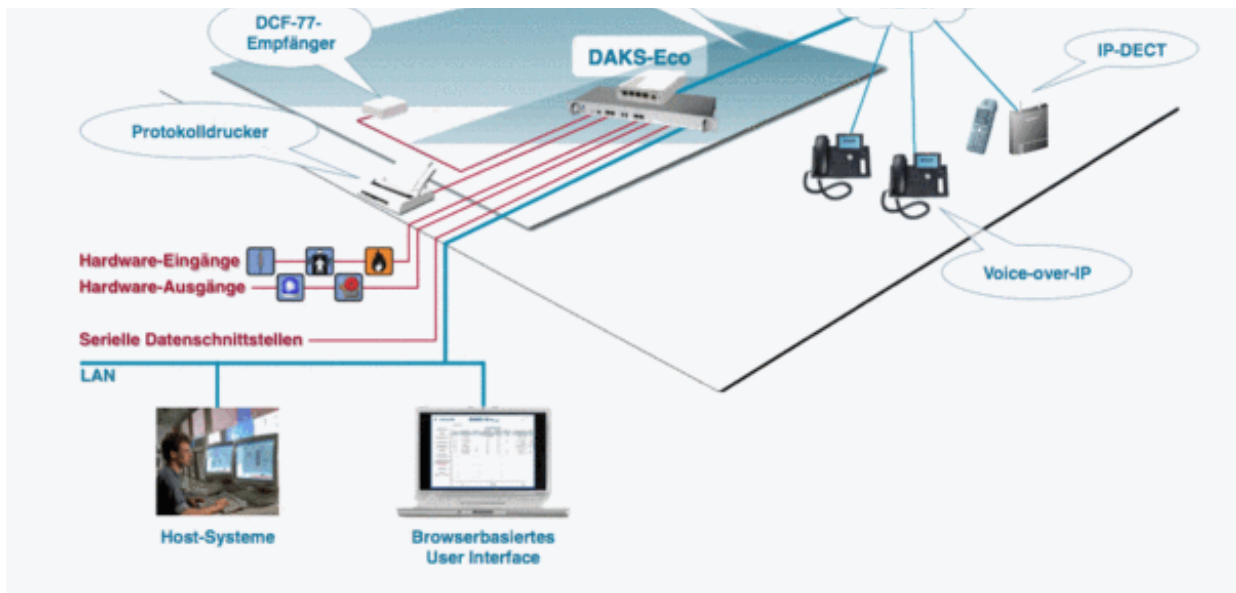 DCF-77-
Empfänger
DAKS-Eco
IP-DECT
Protokolldrucker
Hardware-Eingänge
Hardware-Ausgänge
Voice-over-IP
Serielle Datenschnittstellen
LAN
Host-Systeme
Browserbasiertes
User Interface